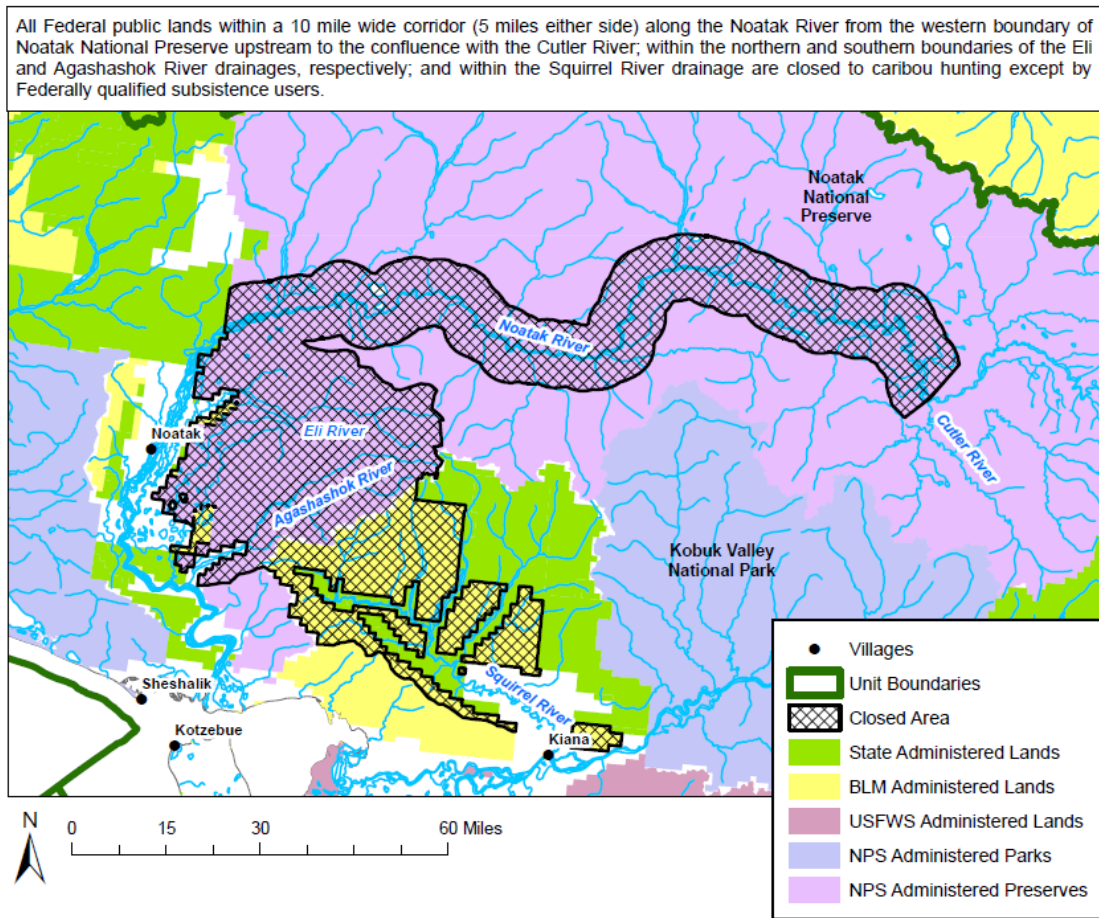 All Federal public lands within a 10 mile wide corridor (5 miles either side) along the Noatak River from the western boundary of
Noatak National Preserve upstream to the confluence with the Cutler River; within the northern and southern boundaries of the Eli
and Agashashok River drainages, respectively; and within the Squirrel River drainage are closed to caribou hunting except by
Federally qualified subsistence users.
Noatak
National
Preserve
Noatak River
Noatak
Eli River
Cutler River
Agashashok River
Kobuk Valley
National Park
Squirrel River
Sheshalik
Kotzebue
Kiana
Villages
Unit Boundaries
Closed Area
State Administered Lands
BLM Administered Lands
USFWS Administered Lands
NPS Administered Parks
NPS Administered Preserves
N
0 15 30 60 Miles